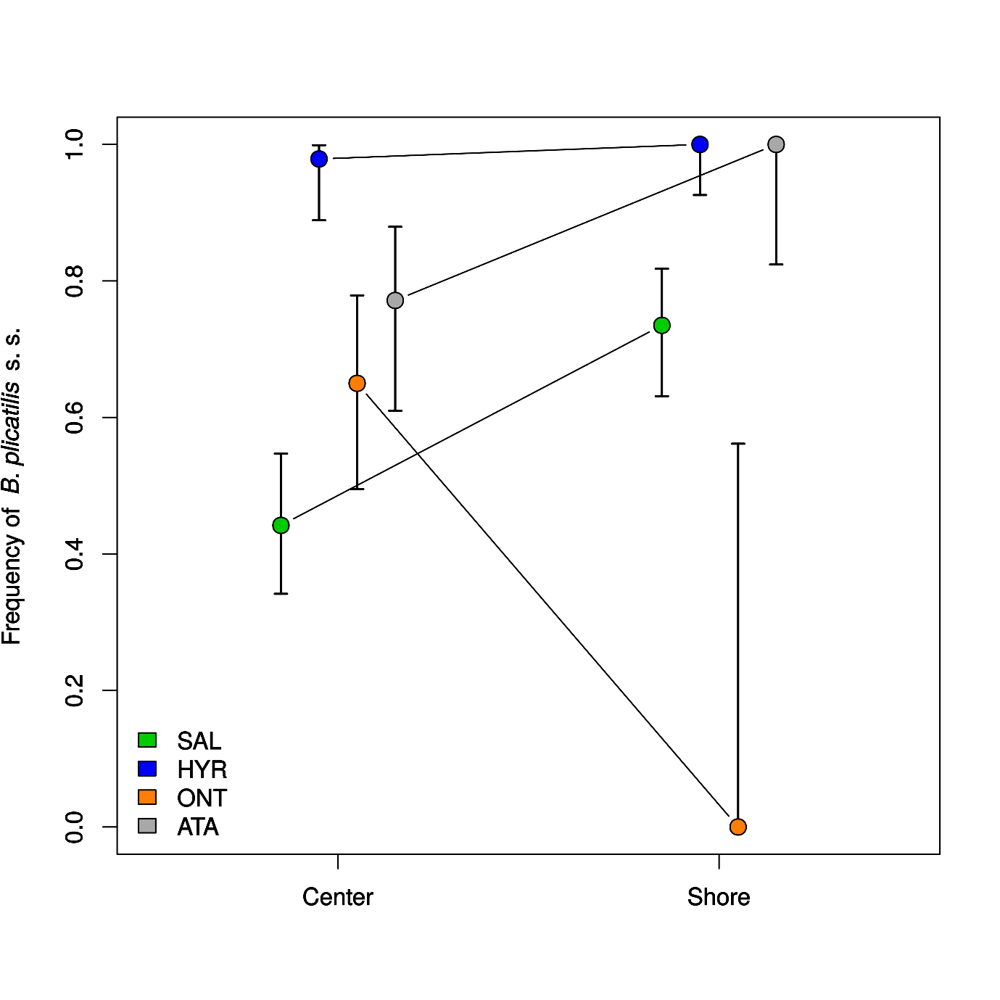 Frequency of B. plicatilis s. s.
1.0
0.8
0.6
0.4
0.2
0.0
SAL
HYR
ONT
ATA
Center
Shore